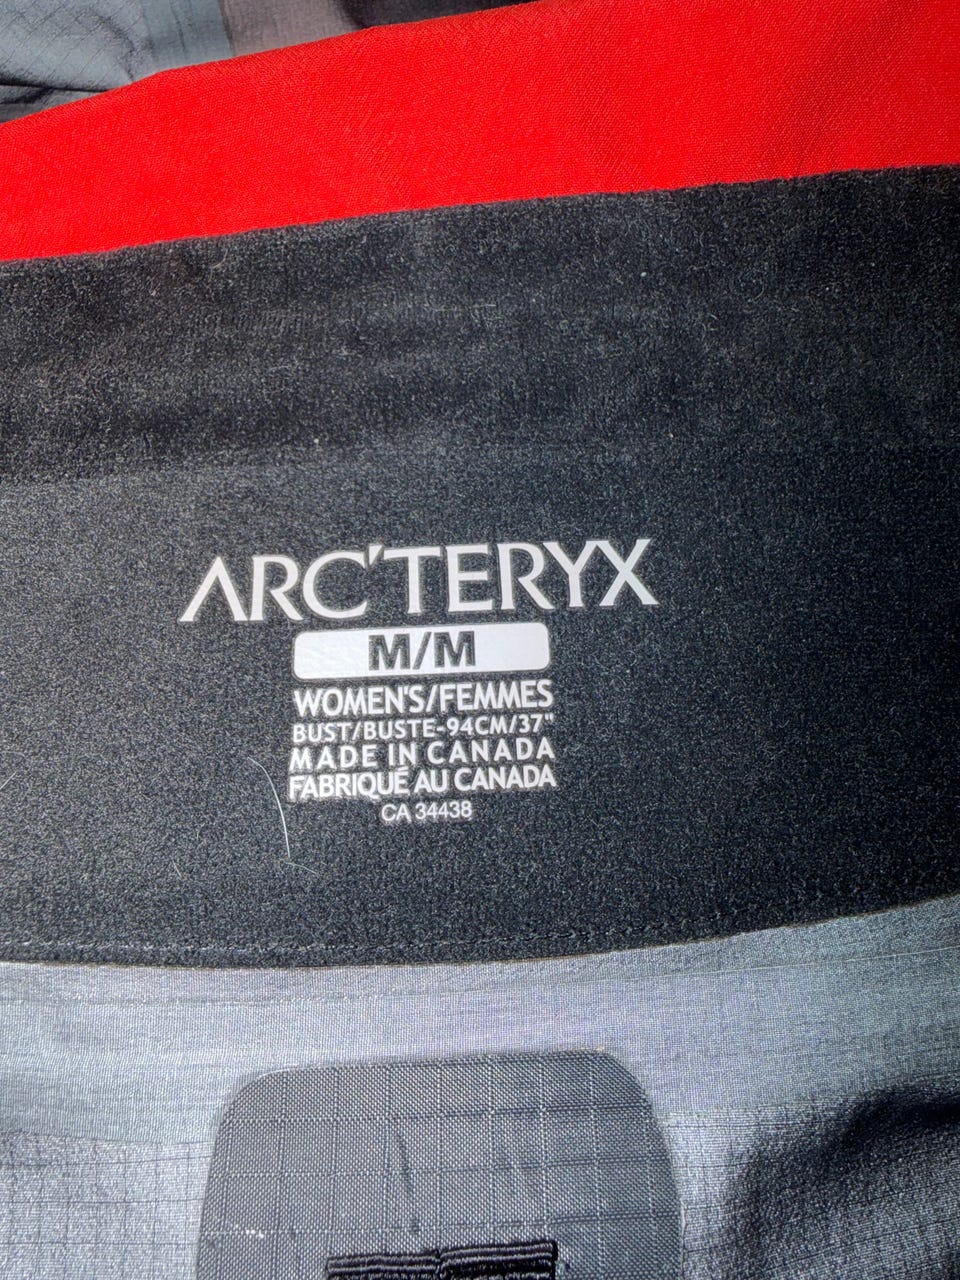 ARC'TERYX
M/M
WOMEN'S/FEMMES
BUST/BUSTE-94CM/37"
MADE IN CANADA
FABRIQUÉ AU CANADA
CA 34438